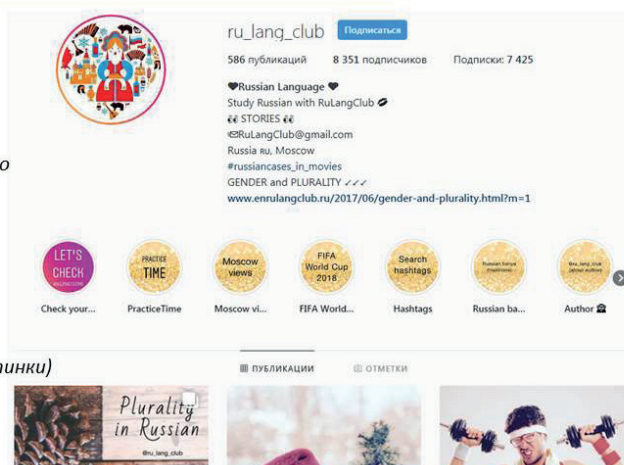 ru_lang_club Подписаться
586 публикаций 8 351 подписчиков Подписки: 7 425
🖤Russian Language 🖤
Study Russian with RuLangClub
STORIES
✉RuLangClub@gmail.com
Russia RU, Moscow
о
#russiancases_in_movies
GENDER and PLURALITY ✓✓✓
www.enrulangclub.ru/2017/06/gender-and-plurality.html?m=1
LET'S CHECK
PRACTICE TIME
Moscow views
FIFA World Cup 2018
Search hashtags
Check your...
PracticeTime
Moscow vi...
FIFA World...
Hashtags
Russian ba...
Author
тинки)
ПУБЛИКАЦИИ ОТМЕТКИ
Plurality
in Russian
@ru_lang_club